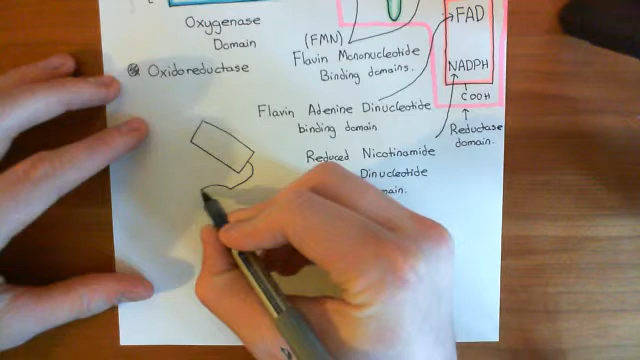 Oxygenase
Domain
Oxidoreductase
(FMN)
Flavin Mononucleotide
Binding domains.
FAD
NADPH
COOH
Flavin Adenine Dinucleotide
binding domain
Reductase
domain.
Reduced Nicotinamide
Dinucleotide